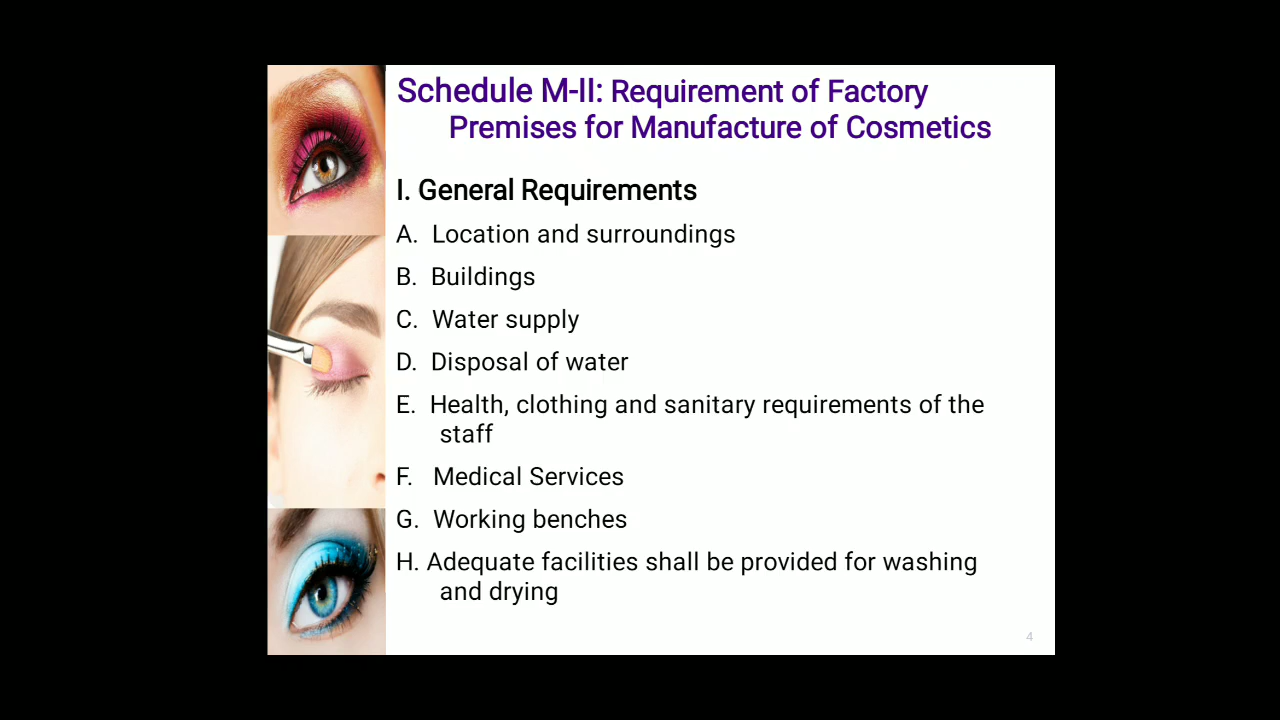 Schedule M-II: Requirement of Factory
Premises for Manufacture of Cosmetics
I. General Requirements
A. Location and surroundings
B. Buildings
C. Water supply
D. Disposal of water
E. Health, clothing and sanitary requirements of the
staff
F. Medical Services
G. Working benches
H. Adequate facilities shall be provided for washing
and drying
4